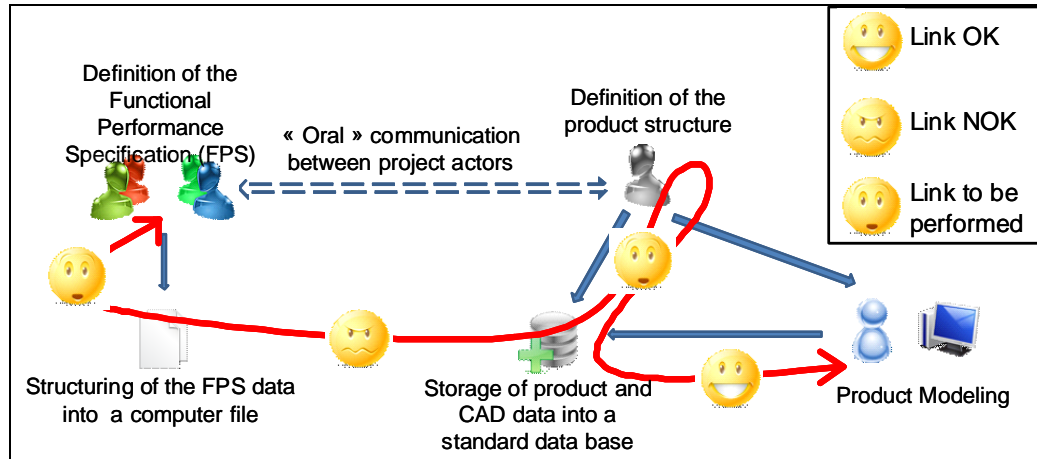 Definition of the
Functional
Performance
Specification (FPS)
« Oral » communication
between project actors
Definition of the
product structure
Link OK
Link NOK
Link to be
performed
Structuring of the FPS data
into a computer file
Storage of product and
CAD data into a
standard data base
Product Modeling